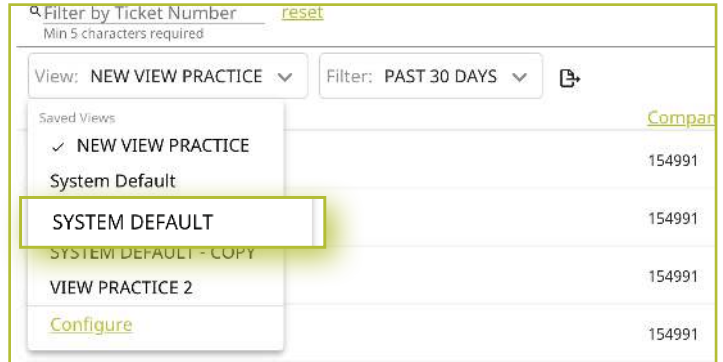 Filter by Ticket Number reset
Min 5 characters required
View: NEW VIEW PRACTICE Filter: PAST 30 DAYS
Saved Views
Compan
NEW VIEW PRACTICE
154991
System Default
SYSTEM DEFAULT
154991
SYSTEM DEFAULT - COPY
154991
VIEW PRACTICE 2
Configure
154991